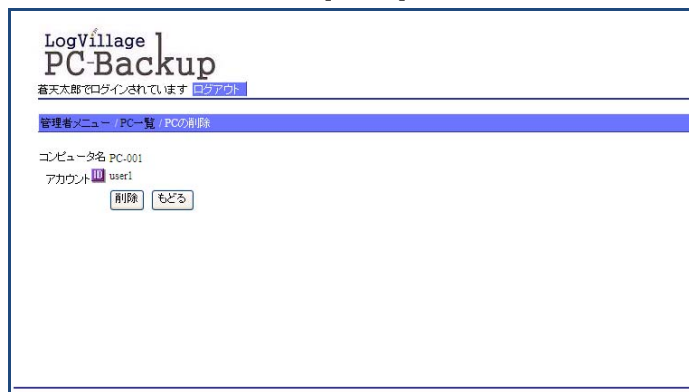 LogVillage
PC-Backup
蒼天太郎でログインされています ログアウト
管理者メニュー / PC一覧 / PCの削除
コンピュータ名 PC-001
アカウント ID user1
削除 もどる